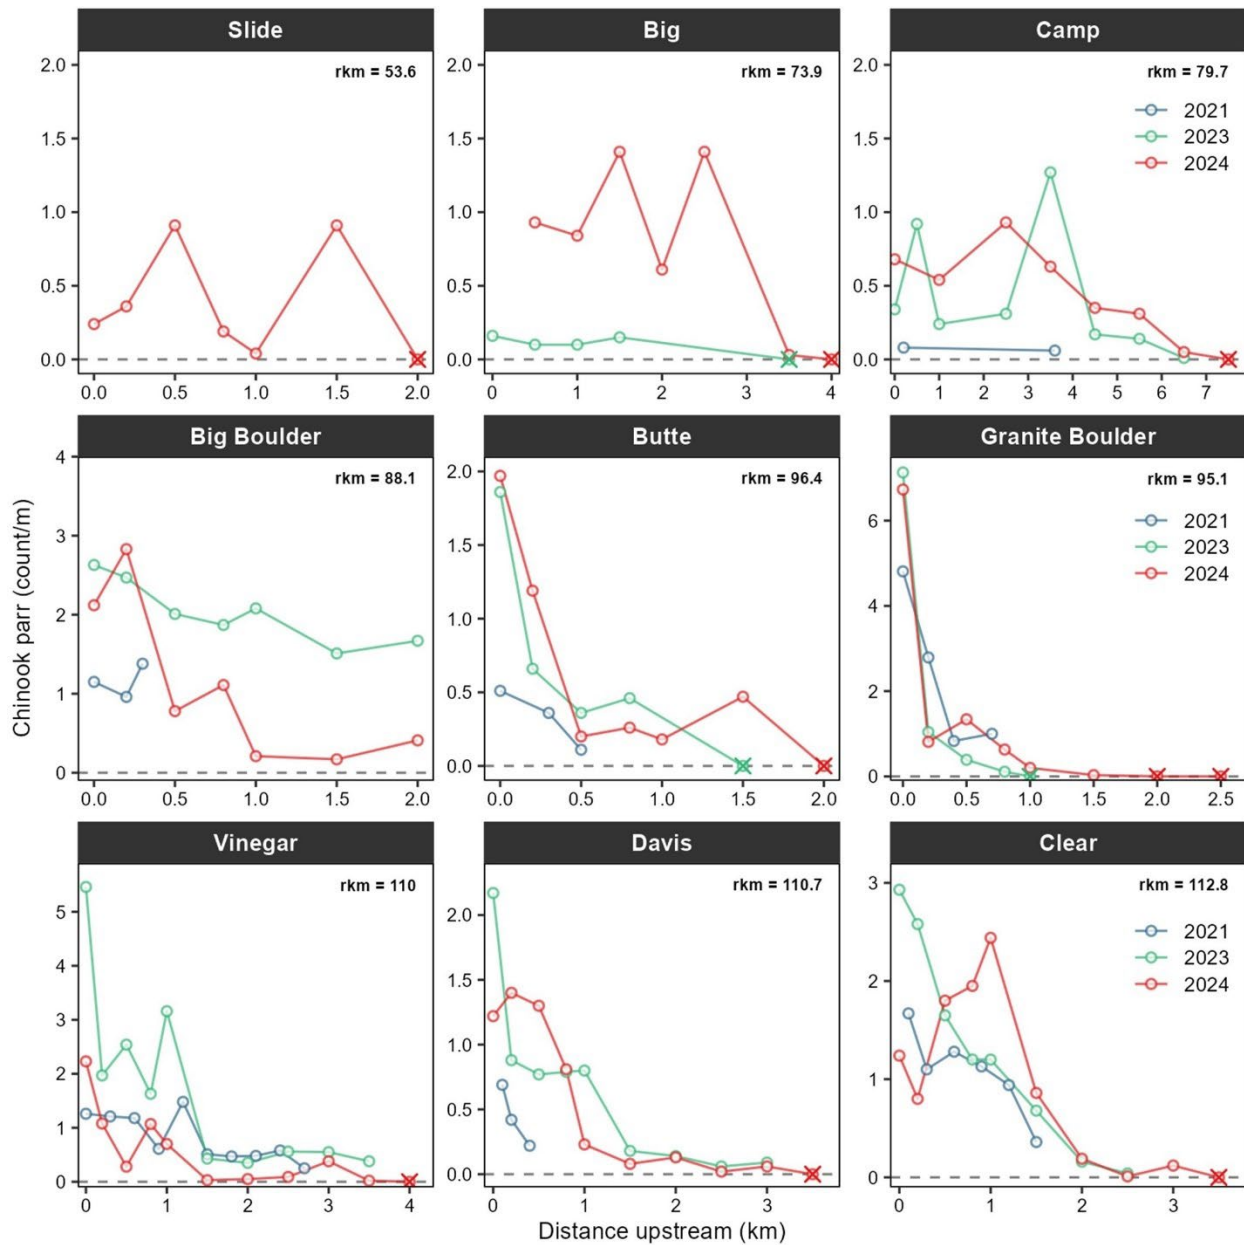 Slide
Big
Camp
rkm = 53.6
rkm = 73.9
rkm = 79.7
2021
2023
2024
2.0
1.5
1.0
0.5
0.0
2.0
1.5
1.0
0.5
0.0
2.0
1.5
1.0
0.5
0.0
0.0 0.5 1.0 1.5 2.0
0 1 2 3 4
0 1 2 3 4 5 6 7
Big Boulder
Butte
Granite Boulder
rkm = 88.1
rkm = 96.4
rkm = 95.1
2021
2023
2024
4
3
2
1
0
2.0
1.5
1.0
0.5
0.0
6
4
2
0
0.0 0.5 1.0 1.5 2.0
0.0 0.5 1.0 1.5 2.0
0.0 0.5 1.0 1.5 2.0 2.5
Chinook parr (count/m)
Vinegar
Davis
Clear
rkm = 110
rkm = 110.7
rkm = 112.8
2021
2023
2024
5
4
3
2
1
0
2.0
1.5
1.0
0.5
0.0
3
2
1
0
0 1 2 3 4
0 1 2 3
0 1 2 3
Distance upstream (km)